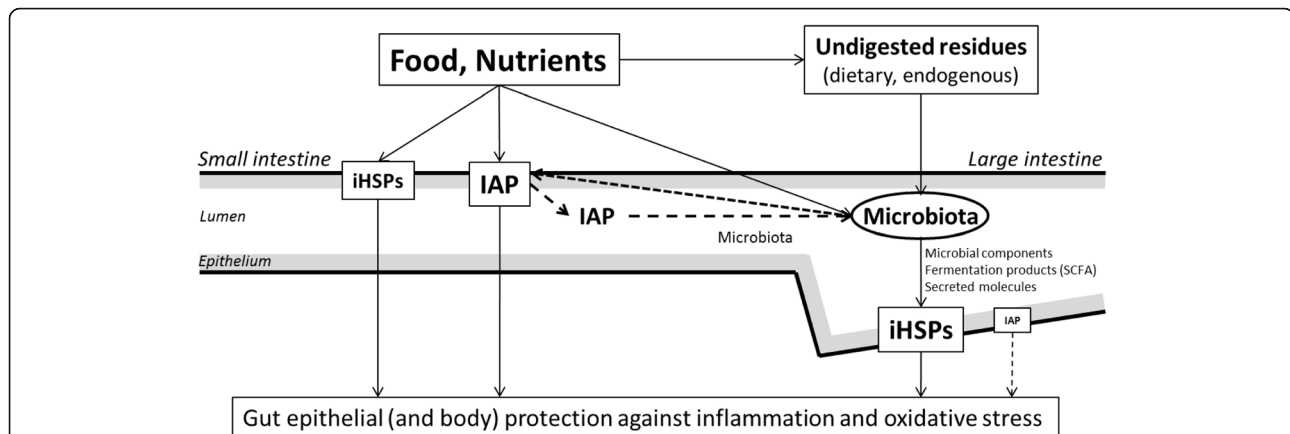 Food, Nutrients
Undigested residues
(dietary, endogenous)
Small intestine
Large intestine
iHSPs
IAP
Lumen
IAP
Microbiota
Microbiota
Epithelium
Microbial components
Fermentation products (SCFA)
Secreted molecules
iHSPs
IAP
Gut epithelial (and body) protection against inflammation and oxidative stress